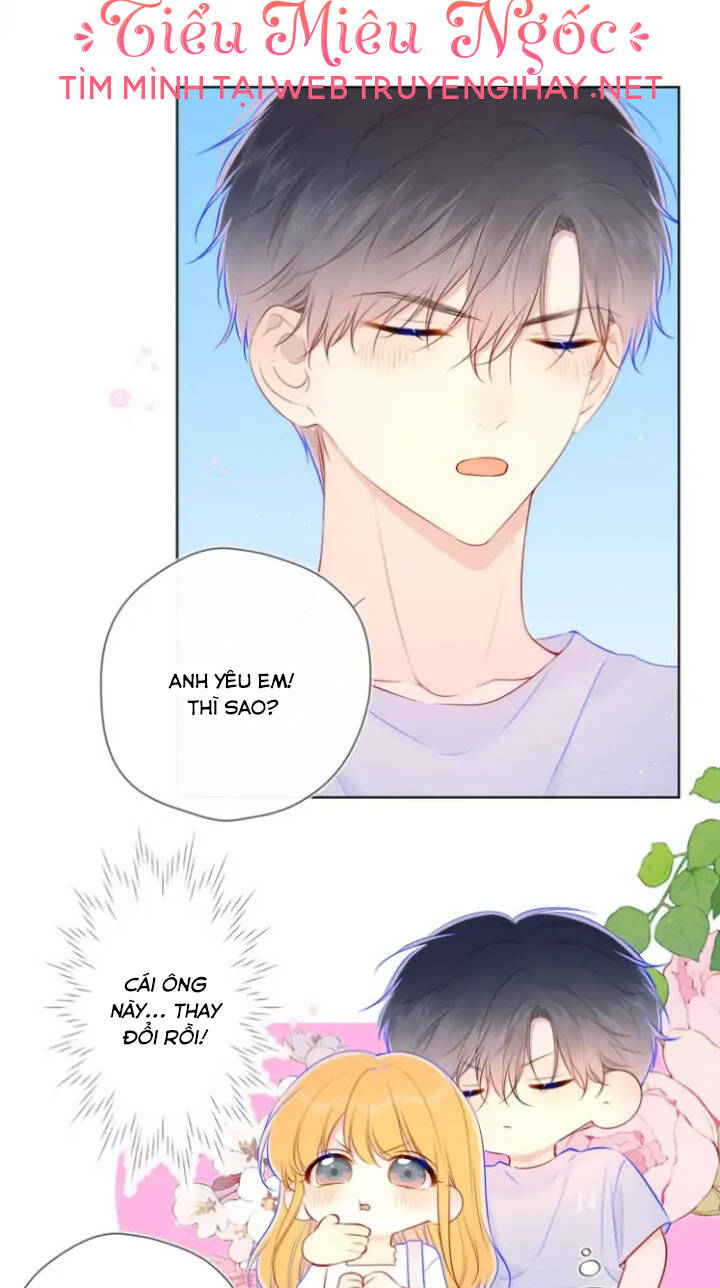 Tiểu Miêu Ngốc
TÌM MÌNH TẠI WEB TRUYENGIHAY.NET
ANH YÊU EM!
THÌ SAO?
CÁI ÔNG
NÀY... THAY
ĐỔI RỒI!
N